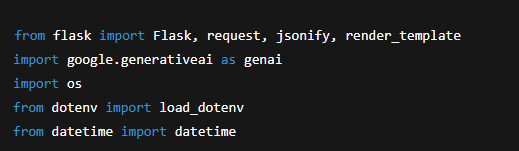 from flask import Flask, request, jsonify, render_template
import google.generativeai as genai
import os
from dotenv import load_dotenv
from datetime import datetime